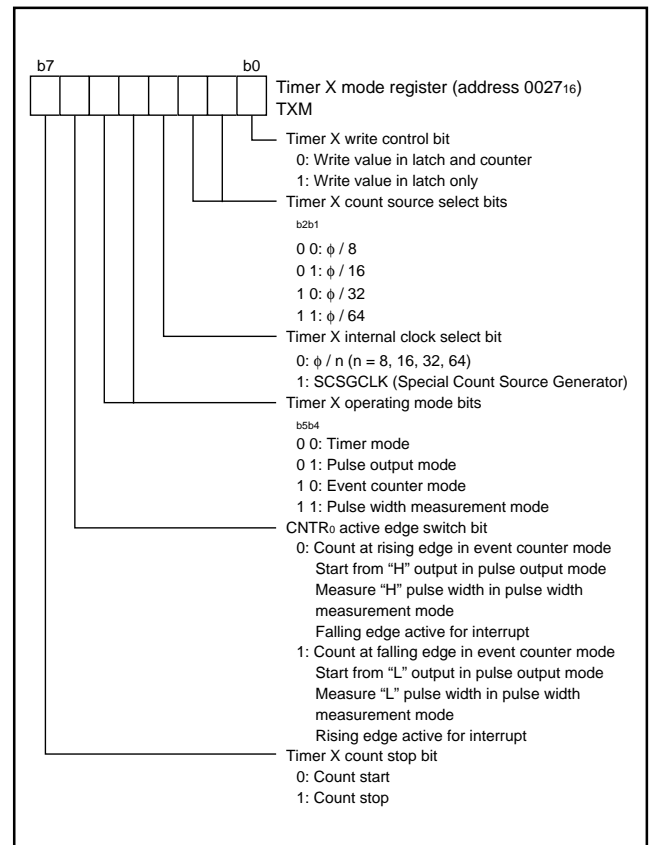 b7 b0
Timer X mode register (address 0027₁₆)
TXM
Timer X write control bit
0: Write value in latch and counter
1: Write value in latch only
Timer X count source select bits
b2b1
0 0: ϕ / 8
0 1: ϕ / 16
1 0: ϕ / 32
1 1: ϕ / 64
Timer X internal clock select bit
0: ϕ / n (n = 8, 16, 32, 64)
1: SCSGCLK (Special Count Source Generator)
Timer X operating mode bits
b5b4
0 0: Timer mode
0 1: Pulse output mode
1 0: Event counter mode
1 1: Pulse width measurement mode
CNTR₀ active edge switch bit
0: Count at rising edge in event counter mode
Start from “H” output in pulse output mode
Measure “H” pulse width in pulse width
measurement mode
Falling edge active for interrupt
1: Count at falling edge in event counter mode
Start from “L” output in pulse output mode
Measure “L” pulse width in pulse width
measurement mode
Rising edge active for interrupt
Timer X count stop bit
0: Count start
1: Count stop